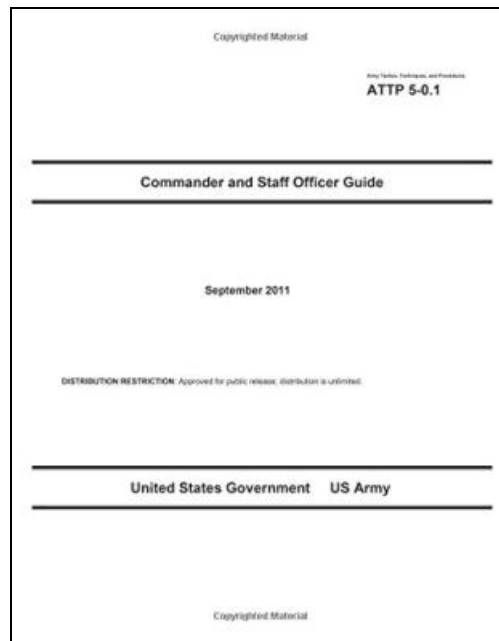 Copyrighted Material
Army Tactics, Techniques, and Procedures
ATTP 5-0.1
Commander and Staff Officer Guide
September 2011
DISTRIBUTION RESTRICTION: Approved for public release; distribution is unlimited.
United States Government US Army
Copyrighted Material